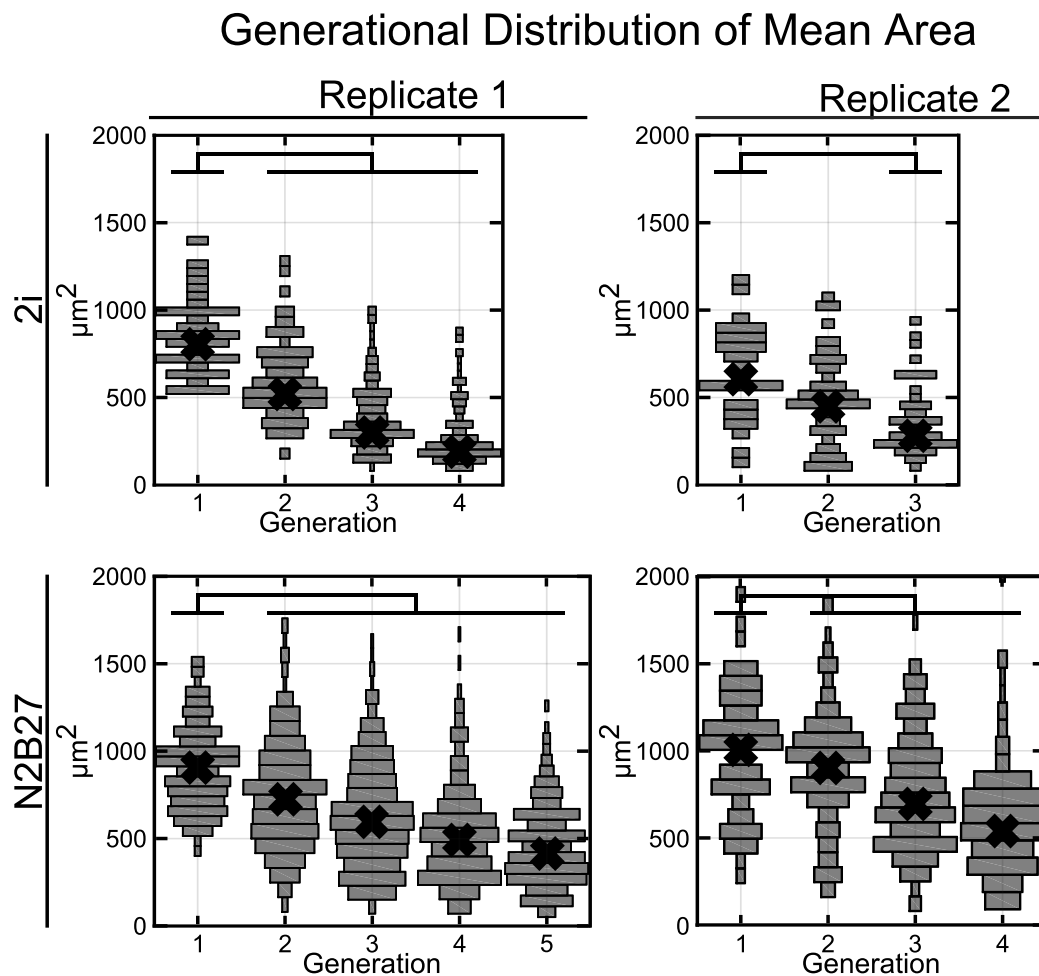 Generational Distribution of Mean Area
Replicate 1
Replicate 2
2i
2000
1500
1000
500
0
µm2
1 2 3 4
Generation
2000
1500
1000
500
0
µm2
1 2 3
Generation
N2B27
2000
1500
1000
500
0
µm2
1 2 3 4 5
Generation
2000
1500
1000
500
0
µm2
1 2 3 4
Generation